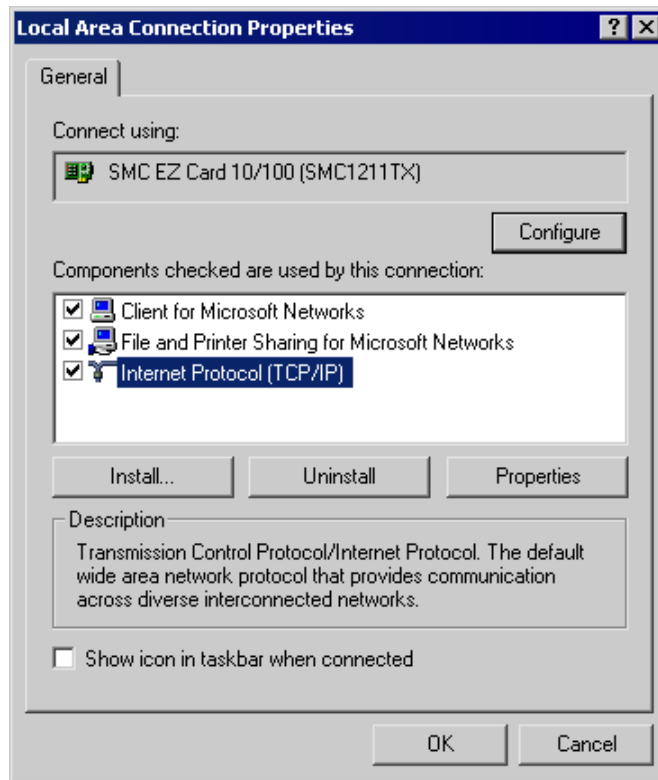 Local Area Connection Properties
General
Connect using:
SMC EZ Card 10/100 (SMC1211TX)
Configure
Components checked are used by this connection:
Client for Microsoft Networks
File and Printer Sharing for Microsoft Networks
Internet Protocol (TCP/IP)
Install... Uninstall Properties
Description
Transmission Control Protocol/Internet Protocol. The default
wide area network protocol that provides communication
across diverse interconnected networks.
Show icon in taskbar when connected
OK Cancel